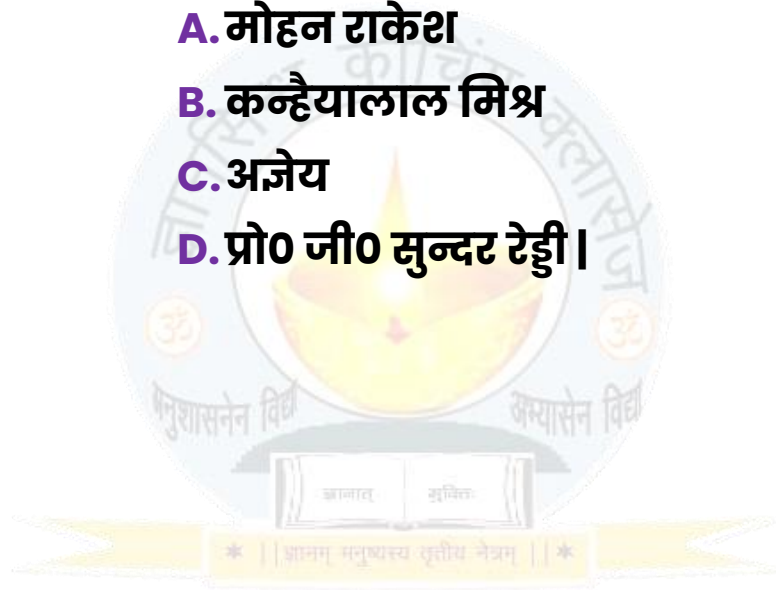 A. मोहन राकेश
B. कन्हैयालाल मिश्र
C. अज्ञेय
D. प्रो0 जी0 सुन्दर रेड्डी |
कोचिंग क्लासेज
अनुशासनेन विद्या
अभ्यासेन विद्या
ॐ
ॐ
ज्ञानात्
मुक्तिः
* ||ज्ञानम् मनुष्यस्य तृतीय नेत्रम् || *